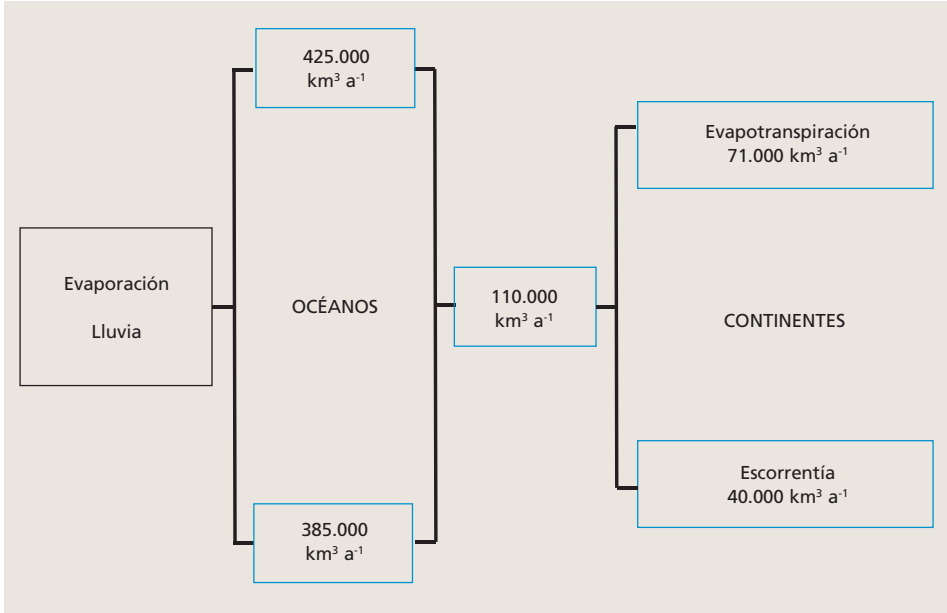 Evaporación
Lluvia
425.000
km³ a⁻¹
OCÉANOS
385.000
km³ a⁻¹
110.000
km³ a⁻¹
Evapotranspiración
71.000 km³ a⁻¹
CONTINENTES
Escorrentía
40.000 km³ a⁻¹